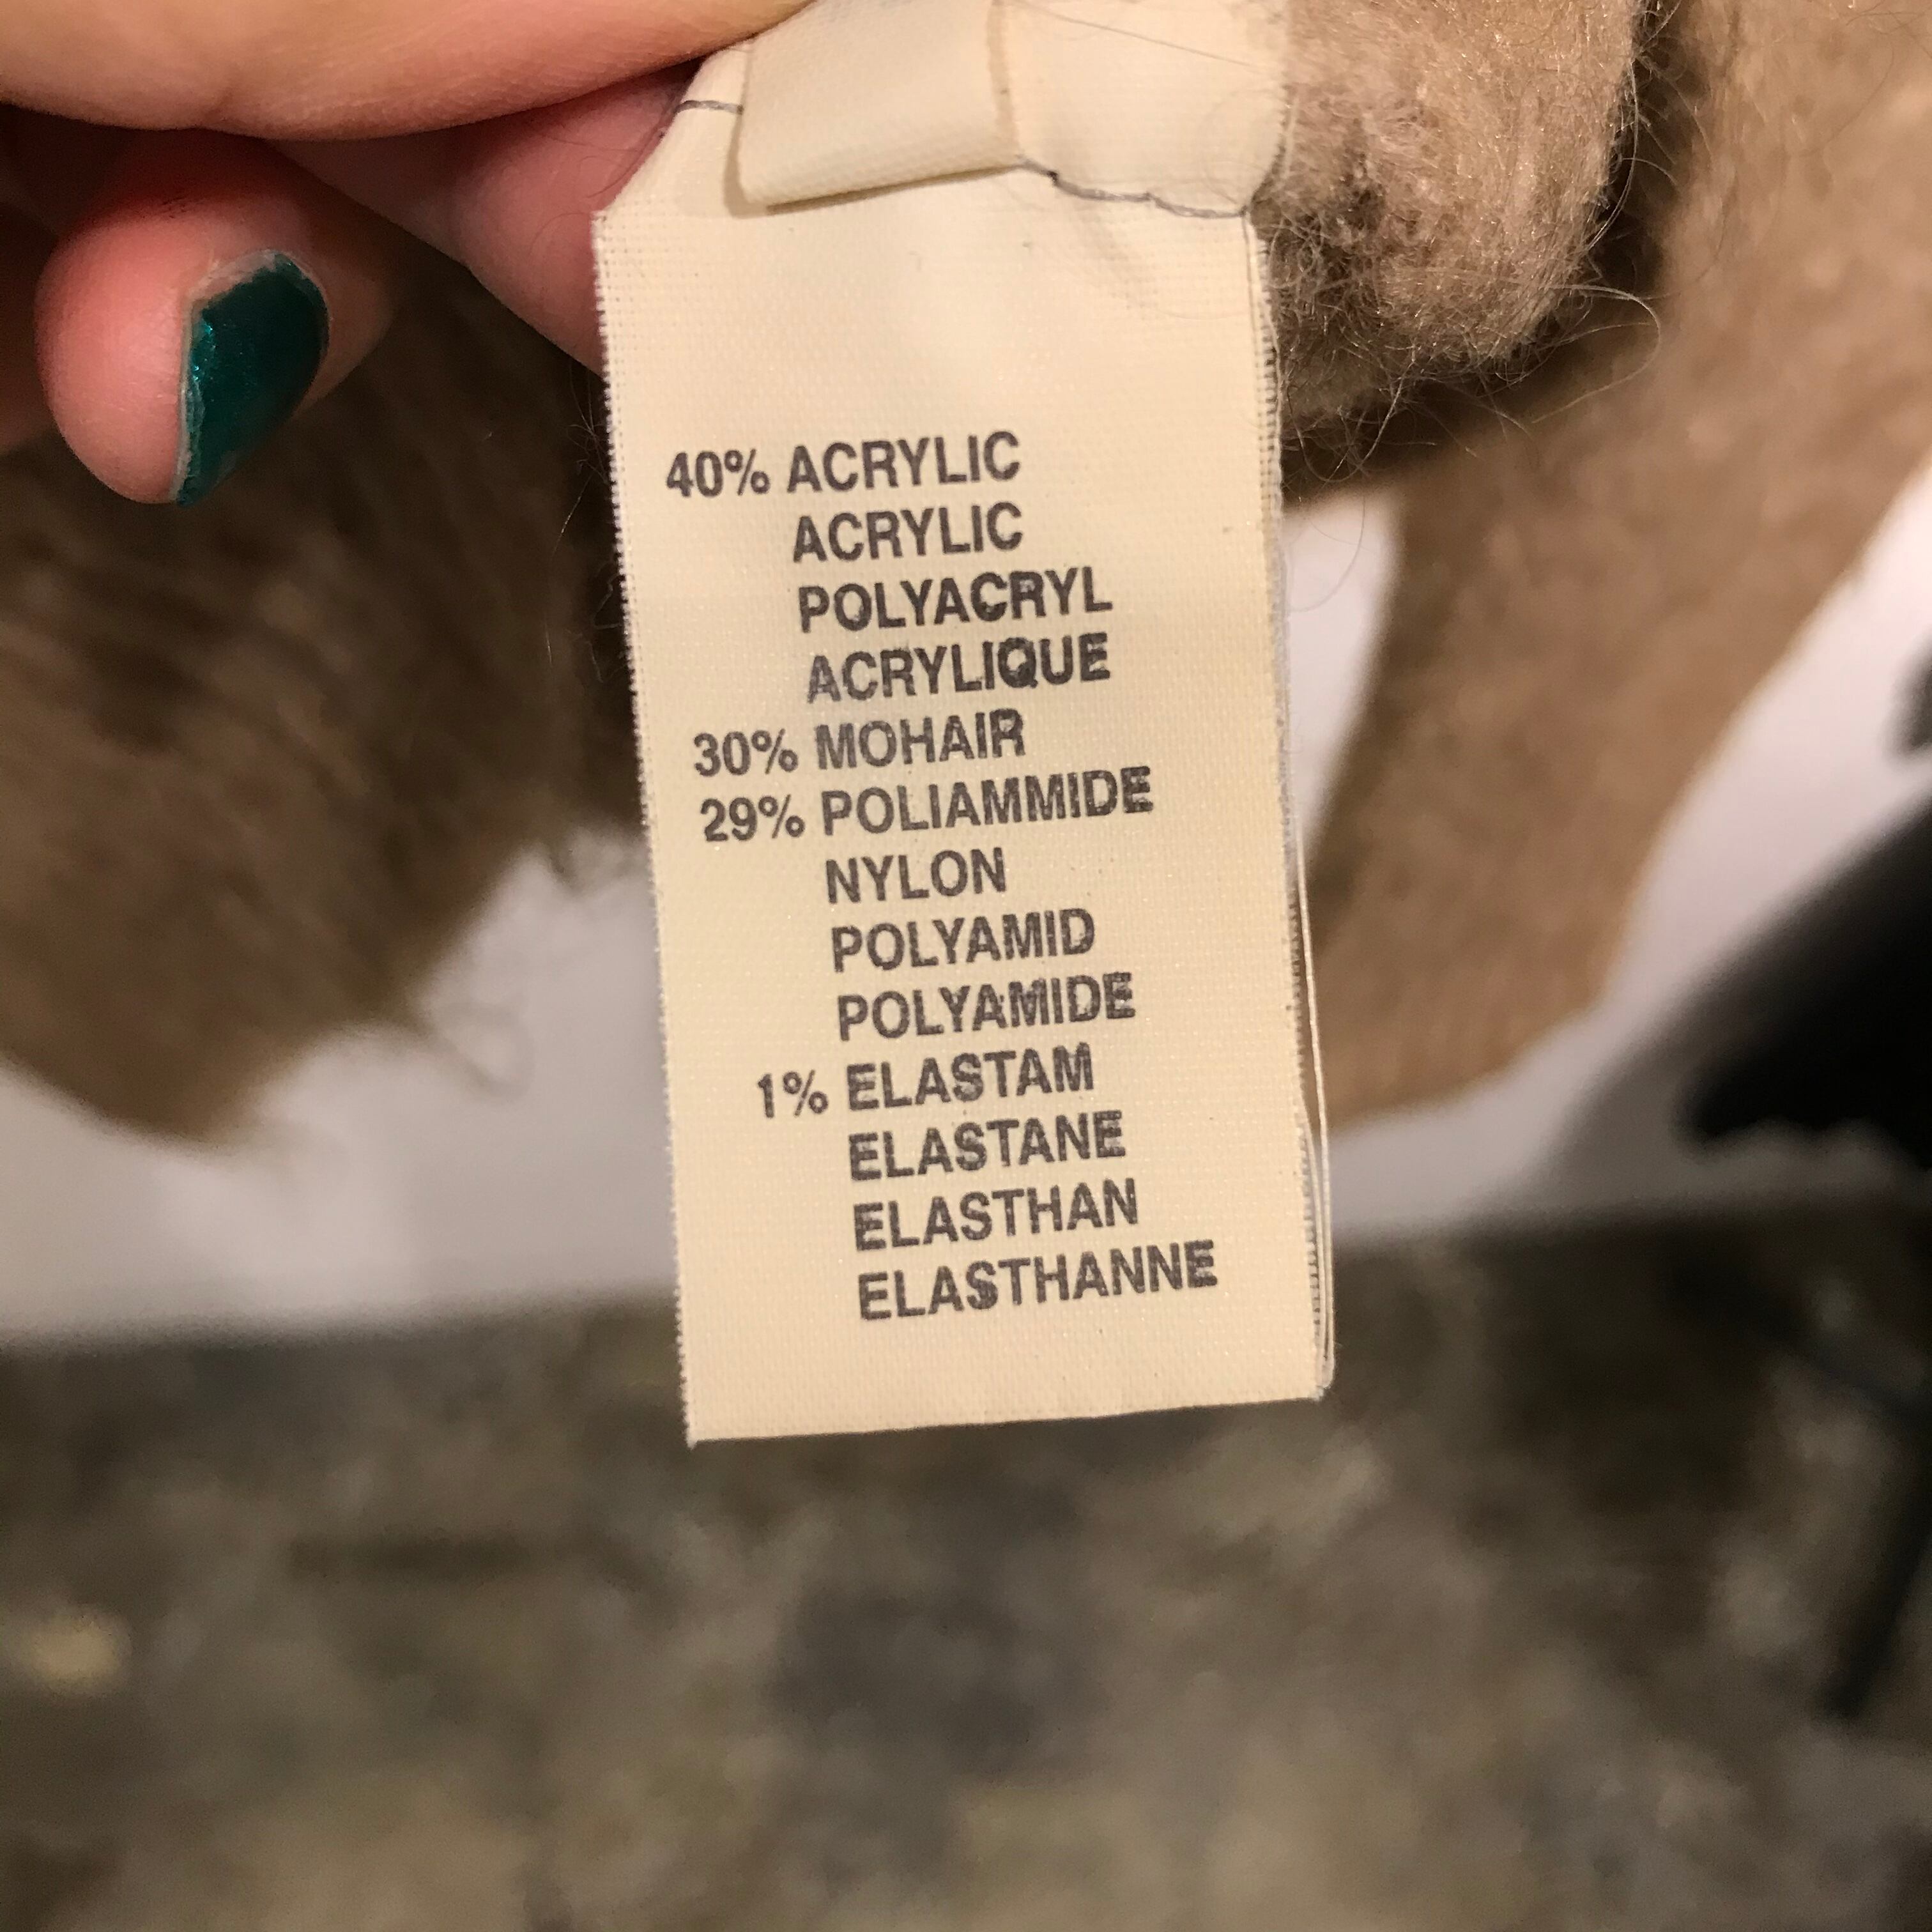 40% ACRYLIC
ACRYLIC
POLYACRYL
ACRYLIQUE
30% MOHAIR
29% POLIAMMIDE
NYLON
POLYAMID
POLYAMIDE
1% ELASTAM
ELASTANE
ELASTHAN
ELASTHANNE